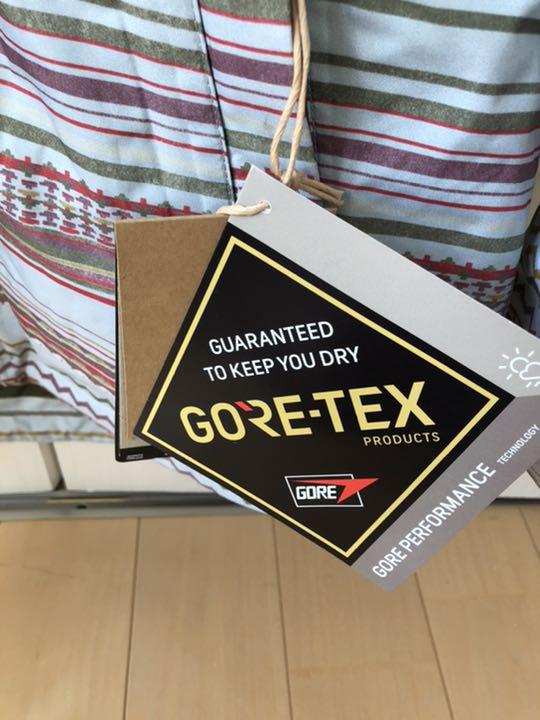 GUARANTEED
TO KEEP YOU DRY
GORE-TEX
PRODUCTS
GORE
GORE PERFORMANCE TECHNOLOGY